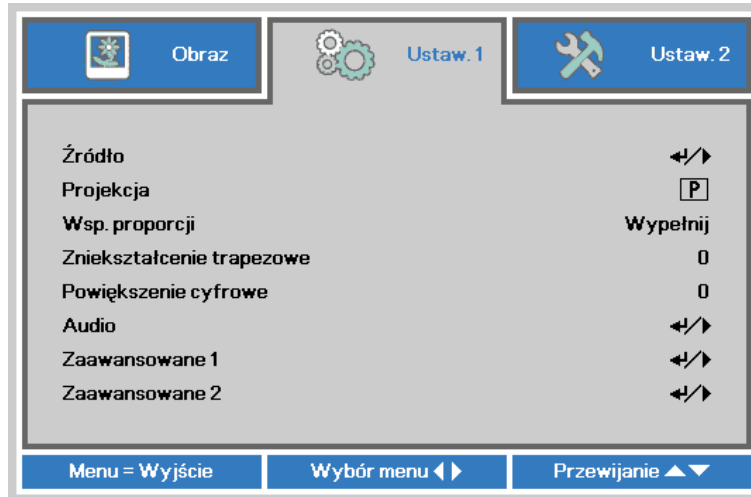 Obraz
Ustaw. 1
Ustaw. 2
Źródło
Projekcja P
Wsp. proporcji Wypełnij
Zniekształcenie trapezowe 0
Powiększenie cyfrowe 0
Audio
Zaawansowane 1
Zaawansowane 2
Menu = Wyjście
Wybór menu
Przewijanie